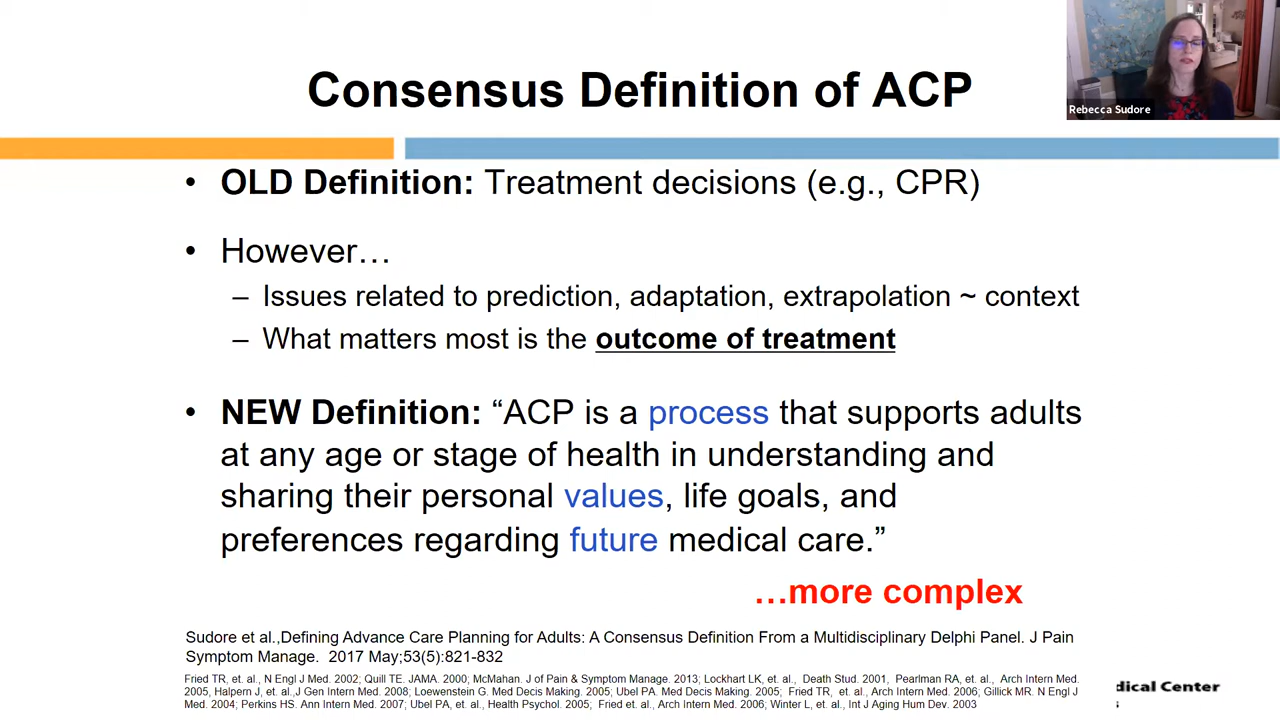 Consensus Definition of ACP
Rebecca Sudore
• OLD Definition: Treatment decisions (e.g., CPR)
• However…
– Issues related to prediction, adaptation, extrapolation ~ context
– What matters most is the outcome of treatment
• NEW Definition: “ACP is a process that supports adults
at any age or stage of health in understanding and
sharing their personal values, life goals, and
preferences regarding future medical care.”
…more complex
Sudore et al.,Defining Advance Care Planning for Adults: A Consensus Definition From a Multidisciplinary Delphi Panel. J Pain
Symptom Manage. 2017 May;53(5):821-832
Fried TR, et. al., N Engl J Med. 2002; Quill TE. JAMA. 2000; McMahan. J of Pain & Symptom Manage. 2013; Lockhart LK, et. al., Death Stud. 2001, Pearlman RA, et. al., Arch Intern Med.
2005, Halpern J, et. al.,J Gen Intern Med. 2008; Loewenstein G. Med Decis Making. 2005; Ubel PA. Med Decis Making. 2005; Fried TR, et. al., Arch Intern Med. 2006; Gillick MR. N Engl J
Med. 2004; Perkins HS. Ann Intern Med. 2007; Ubel PA, et. al., Health Psychol. 2005; Fried et. al., Arch Intern Med. 2006; Winter L, et. al., Int J Aging Hum Dev. 2003
dical Center